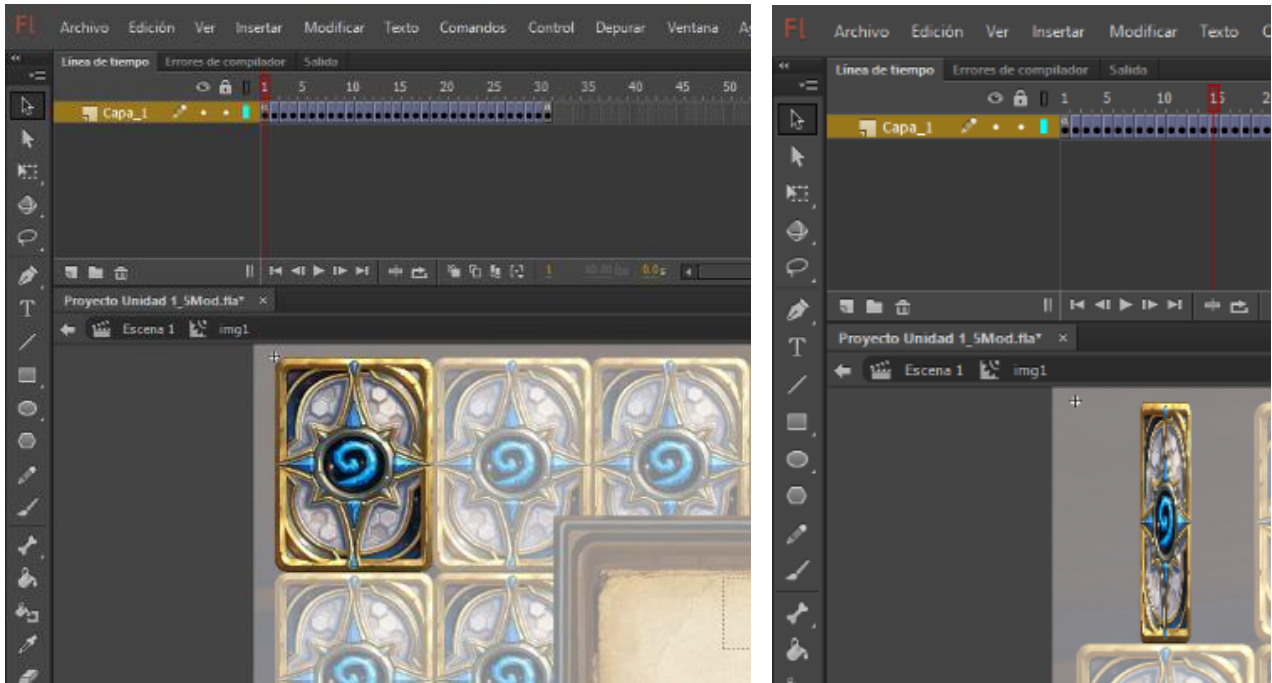 Fl Archivo Edición Ver Insertar Modificar Texto Comandos Control Depurar Ventana
Línea de tiempo Errores de compilador Salida
1 5 10 15 20 25 30 35 40 45 50
Capa_1
1 0.0s
Proyecto Unidad 1_5Mod.fla* ×
Escena 1 img1
T
Fl Archivo Edición Ver Insertar Modificar Texto
Línea de tiempo Errores de compilador Salida
1 5 10 15
Capa_1
Proyecto Unidad 1_5Mod.fla* ×
Escena 1 img1
T